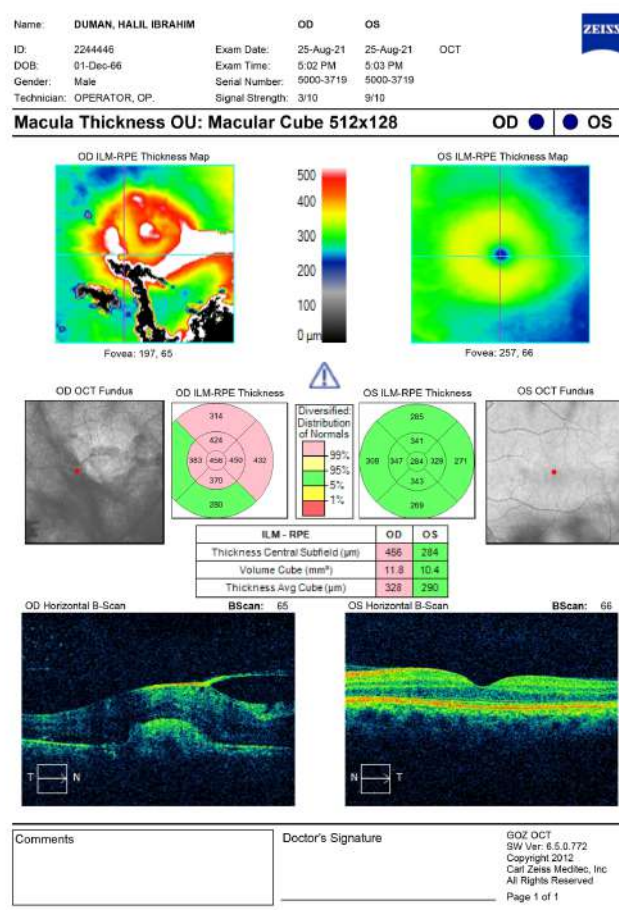 Name: DUMAN, HALIL IBRAHIM OD OS
ZEISS
ID: 2244446 Exam Date: 25-Aug-21 25-Aug-21 OCT
DOB: 01-Dec-66 Exam Time: 5:02 PM 5:03 PM
Gender: Male Serial Number: 5000-3719 5000-3719
Technician: OPERATOR, OP. Signal Strength: 3/10 9/10
Macula Thickness OU: Macular Cube 512x128 OD OS
OD ILM-RPE Thickness Map OS ILM-RPE Thickness Map
500
400
300
200
100
0 µm
Fovea: 197, 65 Fovea: 257, 66
OD OCT Fundus OD ILM-RPE Thickness OS ILM-RPE Thickness OS OCT Fundus
314
424
383 456 450 432
370
280
Diversified:
Distribution
of Normals
99%
95%
5%
1%
285
341
308 347 284 329 271
343
269
ILM - RPE OD OS
Thickness Central Subfield (µm) 456 284
Volume Cube (mm³) 11.8 10.4
Thickness Avg Cube (µm) 328 290
OD Horizontal B-Scan BScan: 65 OS Horizontal B-Scan BScan: 66
T N N T
Comments Doctor's Signature
GOZ OCT
SW Ver: 6.5.0.772
Copyright 2012
Carl Zeiss Meditec, Inc
All Rights Reserved
Page 1 of 1